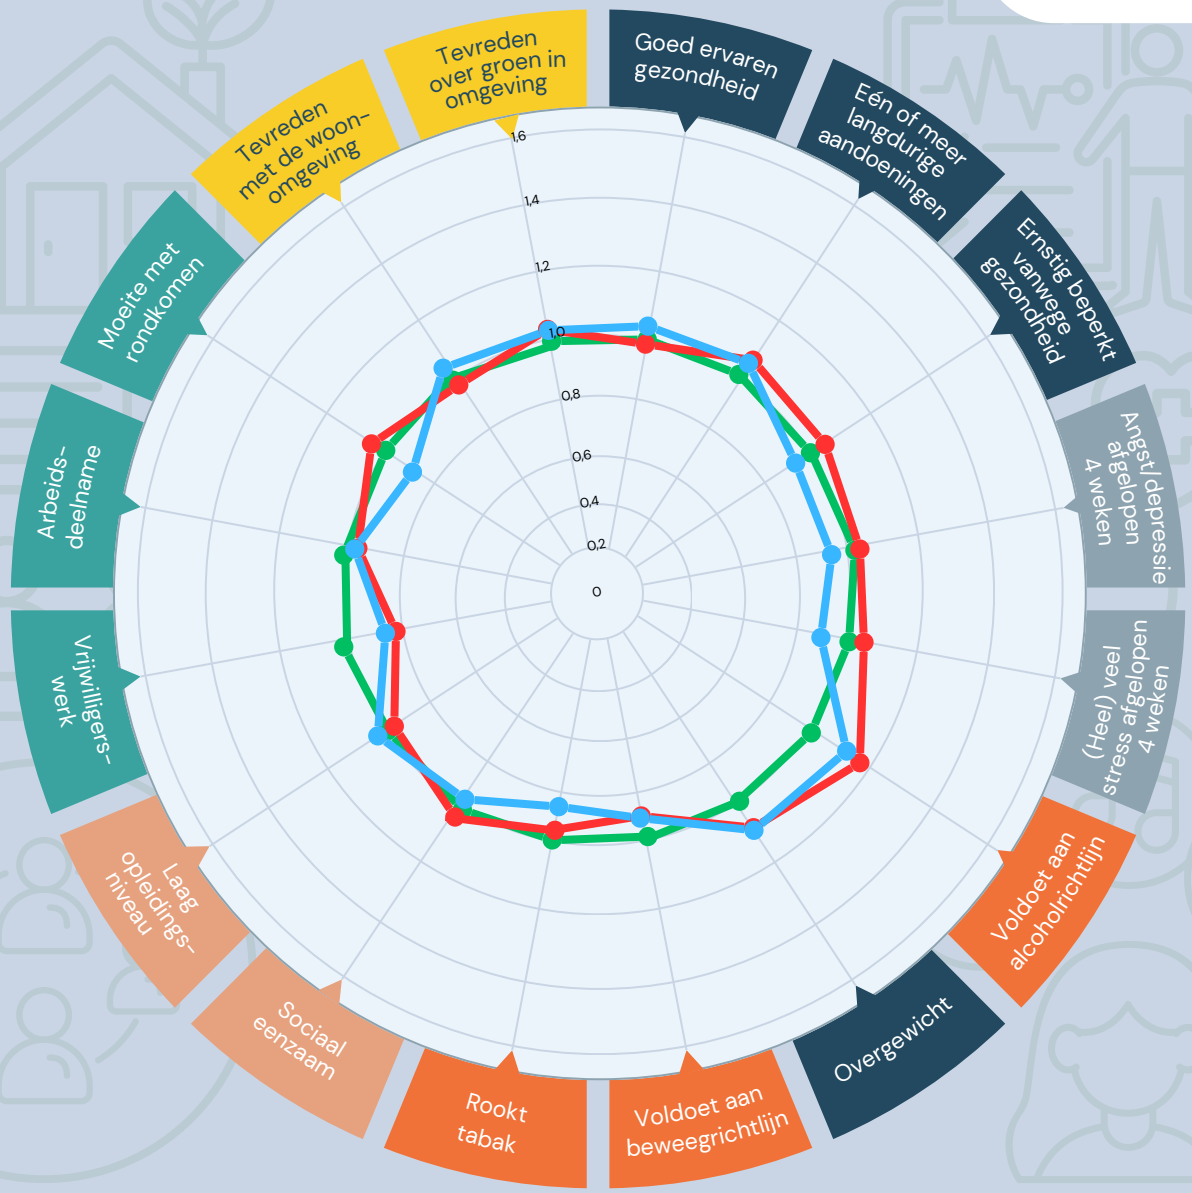 Goed ervaren
gezondheid
Eén of meer
langdurige
aandoeningen
Ernstig beperkt
vanwege
gezondheid
Angst/depressie
afgelopen
4 weken
(Heel) veel
stress afgelopen
4 weken
Voldoet aan
alcoholrichtlijn
Overgewicht
Voldoet aan
beweegrichtlijn
Rookt
tabak
Sociaal
eenzaam
Laag
opleidings-
niveau
Vrijwilligers-
werk
Arbeids-
deelname
Moeite met
rondkomen
Tevreden
met de woon-
omgeving
Tevreden
over groen in
omgeving
1,6
1,4
1,2
1,0
0,8
0,6
0,4
0,2
0